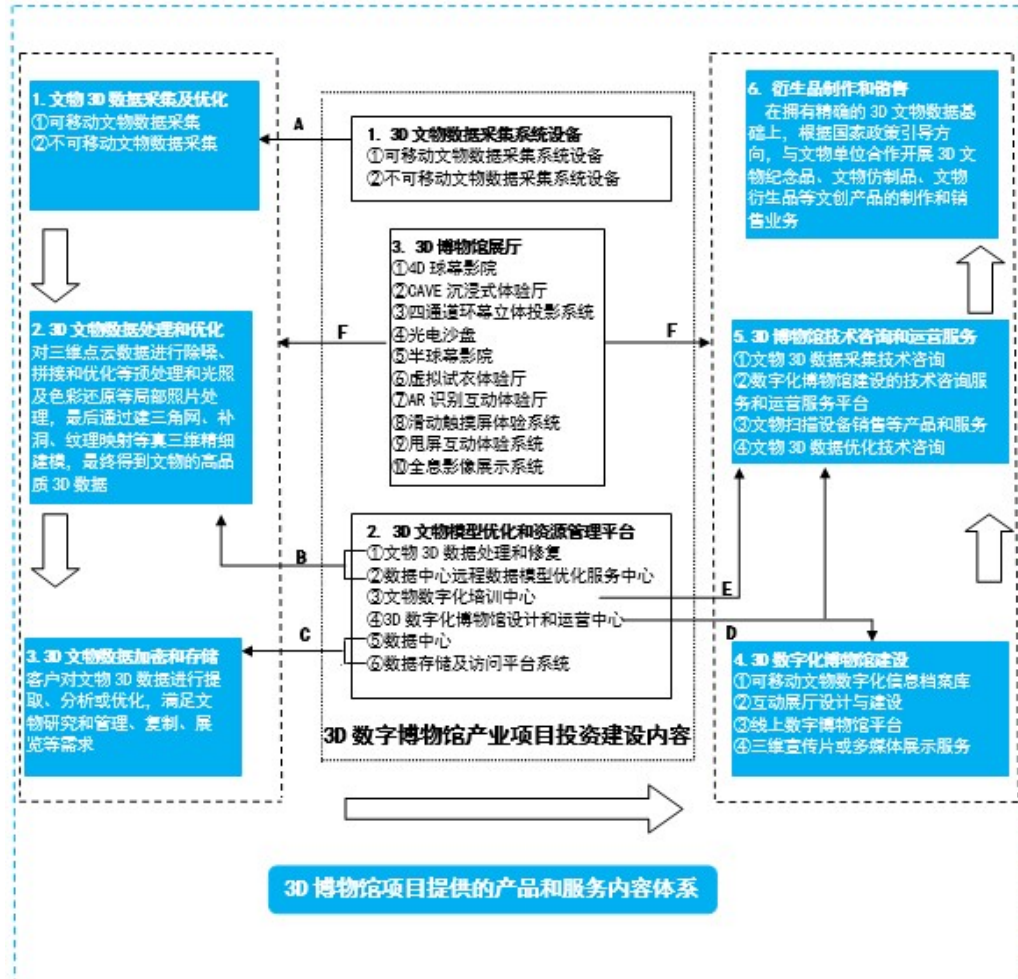 1. 文物 3D 数据采集及优化
①可移动文物数据采集
②不可移动文物数据采集
A
1. 3D 文物数据采集系统设备
①可移动文物数据采集系统设备
②不可移动文物数据采集系统设备
6. 衍生品制作和销售
在拥有精确的 3D 文物数据基
础上，根据国家政策引导方
向，与文物单位合作开展 3D 文
物纪念品、文物仿制品、文物
衍生品等文创产品的制作和销
售业务
3. 3D 博物馆展厅
①4D 球幕影院
②CAVE 沉浸式体验厅
③四通道环幕立体投影系统
④光电沙盘
⑤半球幕影院
⑥虚拟试衣体验厅
⑦AR 识别互动体验厅
⑧滑动触摸屏体验系统
⑨甩屏互动体验系统
⑩全息影像展示系统
F
F
2. 3D 文物数据处理和优化
对三维点云数据进行除噪、
拼接和优化等预处理和光照
及色彩还原等局部照片处
理，最后通过建三角网、补
洞、纹理映射等真三维精细
建模，最终得到文物的高品
质 3D 数据
5. 3D 博物馆技术咨询和运营服务
①文物 3D 数据采集技术咨询
②数字化博物馆建设的技术咨询服
务和运营服务平台
③文物扫描设备销售等产品和服务
④文物 3D 数据优化技术咨询
2. 3D 文物模型优化和资源管理平台
①文物 3D 数据处理和修复
②数据中心远程数据模型优化服务中心
③文物数字化培训中心
④3D 数字化博物馆设计和运营中心
⑤数据中心
⑥数据存储及访问平台系统
B
C
E
D
3. 3D 文物数据加密和存储
客户对文物 3D 数据进行提
取、分析或优化，满足文
物研究和管理、复制、展
览等需求
4. 3D 数字化博物馆建设
①可移动文物数字化信息档案库
②互动展厅设计与建设
③线上数字博物馆平台
④三维宣传片或多媒体展示服务
3D 数字博物馆产业项目投资建设内容
3D 博物馆项目提供的产品和服务内容体系